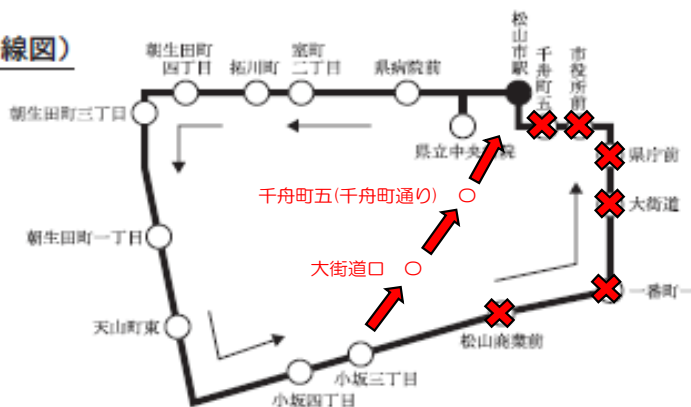 線図）
松山市駅
千舟町五
市役所前
朝生田町
四丁目
拓川町
室町
二丁目
県病院前
朝生田町三丁目
県立中央
院
県庁前
千舟町五(千舟町通り) ○
大街道
朝生田町一丁目
大街道口 ○
一番町一
天山町東
松山商業前
小坂三丁目
小坂四丁目